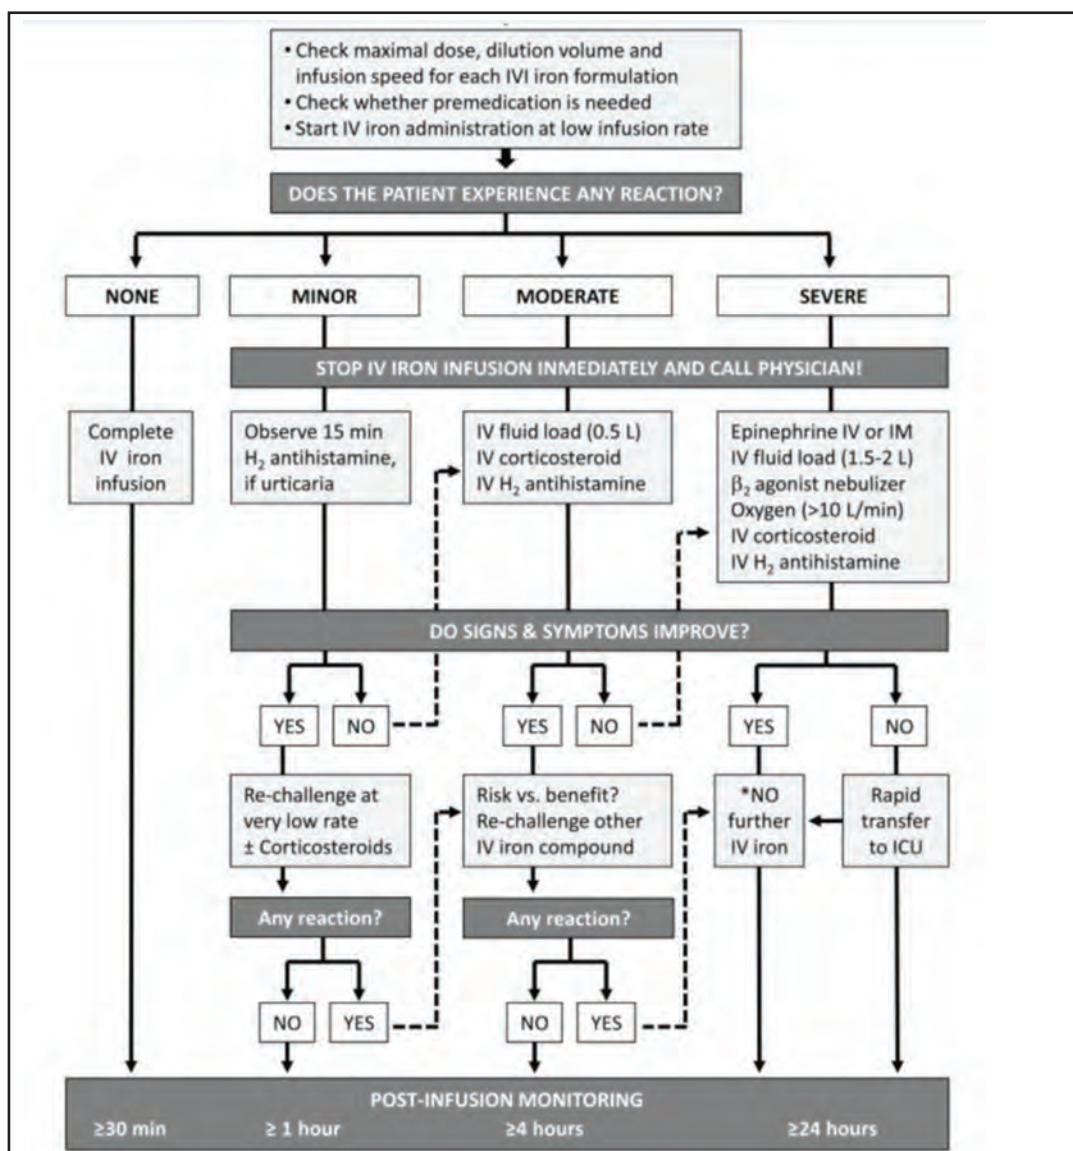 • Check maximal dose, dilution volume and
infusion speed for each IVI iron formulation
• Check whether premedication is needed
• Start IV iron administration at low infusion rate
DOES THE PATIENT EXPERIENCE ANY REACTION?
NONE
MINOR
MODERATE
SEVERE
STOP IV IRON INFUSION INMEDIATELY AND CALL PHYSICIAN!
Complete
IV iron
infusion
Observe 15 min
H₂ antihistamine,
if urticaria
IV fluid load (0.5 L)
IV corticosteroid
IV H₂ antihistamine
Epinephrine IV or IM
IV fluid load (1.5-2 L)
β₂ agonist nebulizer
Oxygen (>10 L/min)
IV corticosteroid
IV H₂ antihistamine
DO SIGNS & SYMPTOMS IMPROVE?
YES
NO
YES
NO
YES
NO
Re-challenge at
very low rate
± Corticosteroids
Risk vs. benefit?
Re-challenge other
IV iron compound
*NO
further
IV iron
Rapid
transfer
to ICU
Any reaction?
Any reaction?
NO
YES
NO
YES
POST-INFUSION MONITORING
≥30 min
≥ 1 hour
≥4 hours
≥24 hours